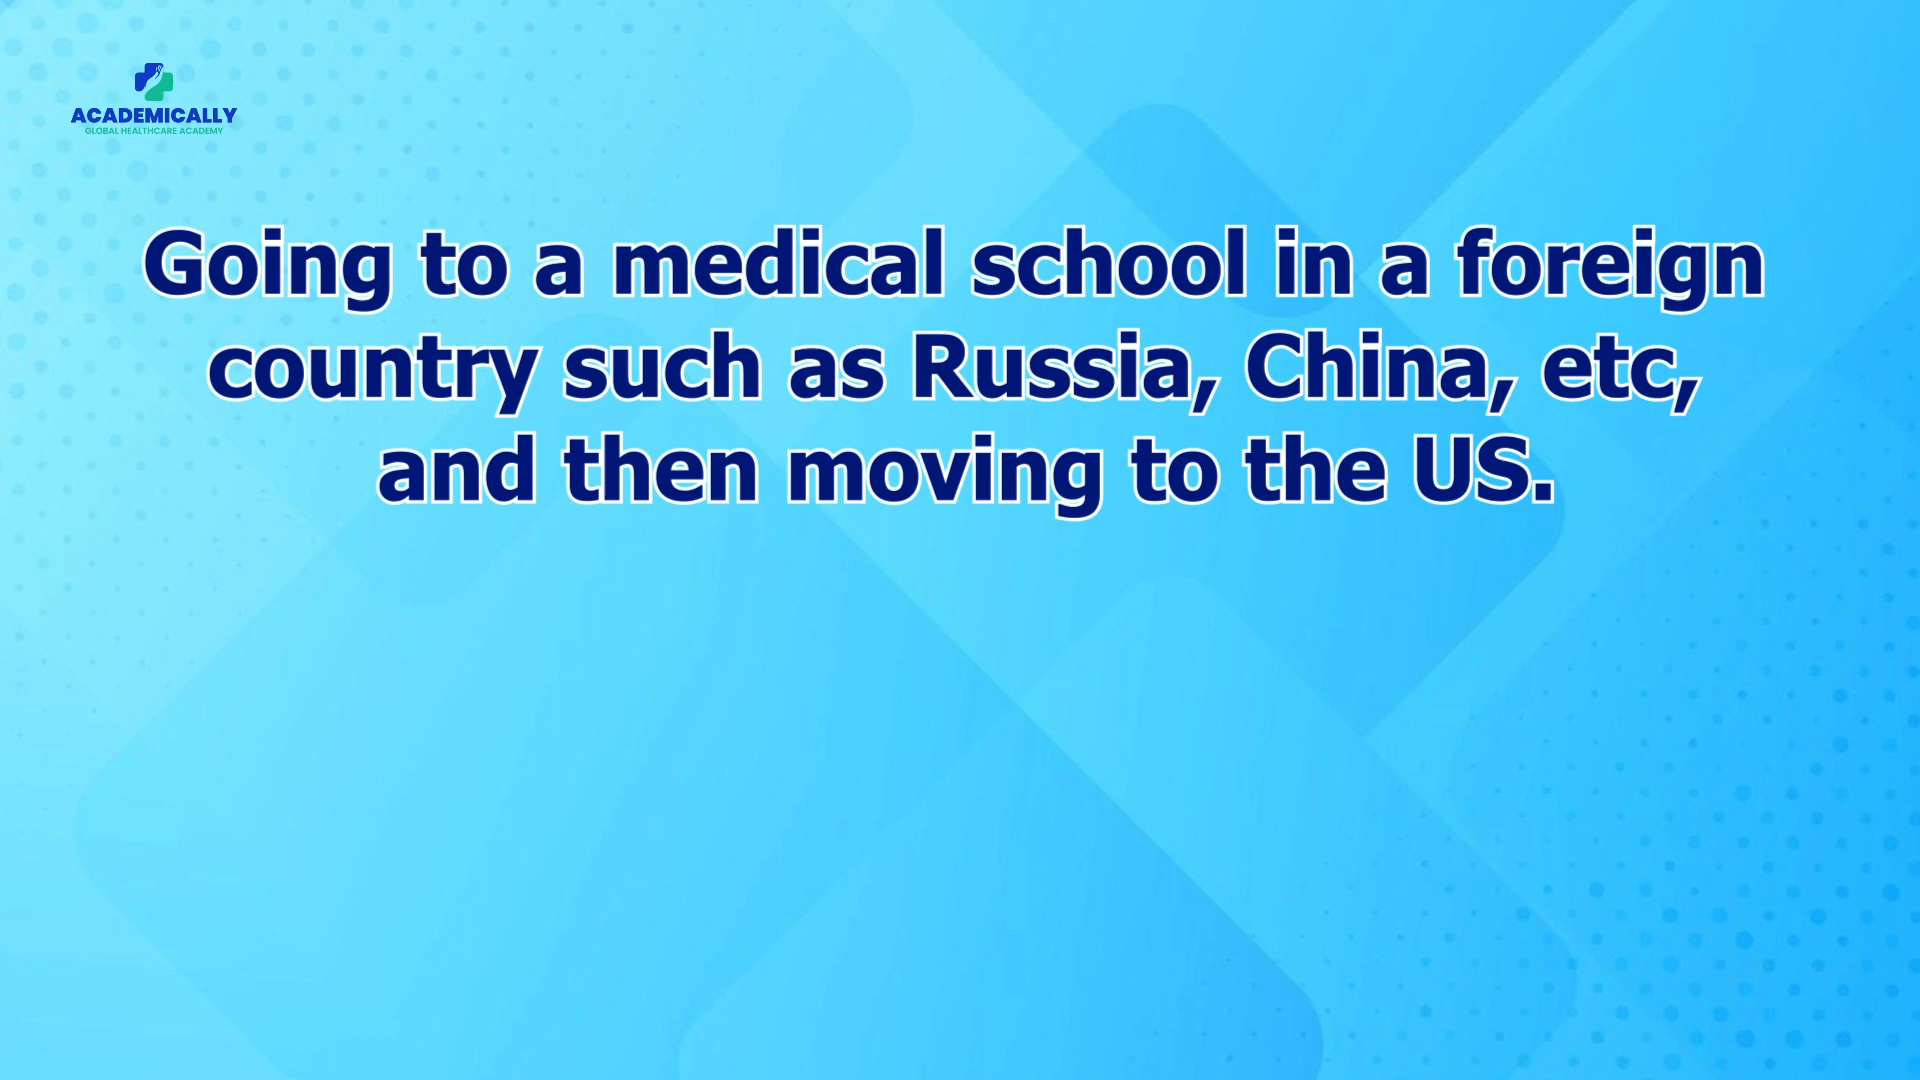 ACADEMICALLY
GLOBAL HEALTHCARE ACADEMY
Going to a medical school in a foreign
country such as Russia, China, etc,
and then moving to the US.